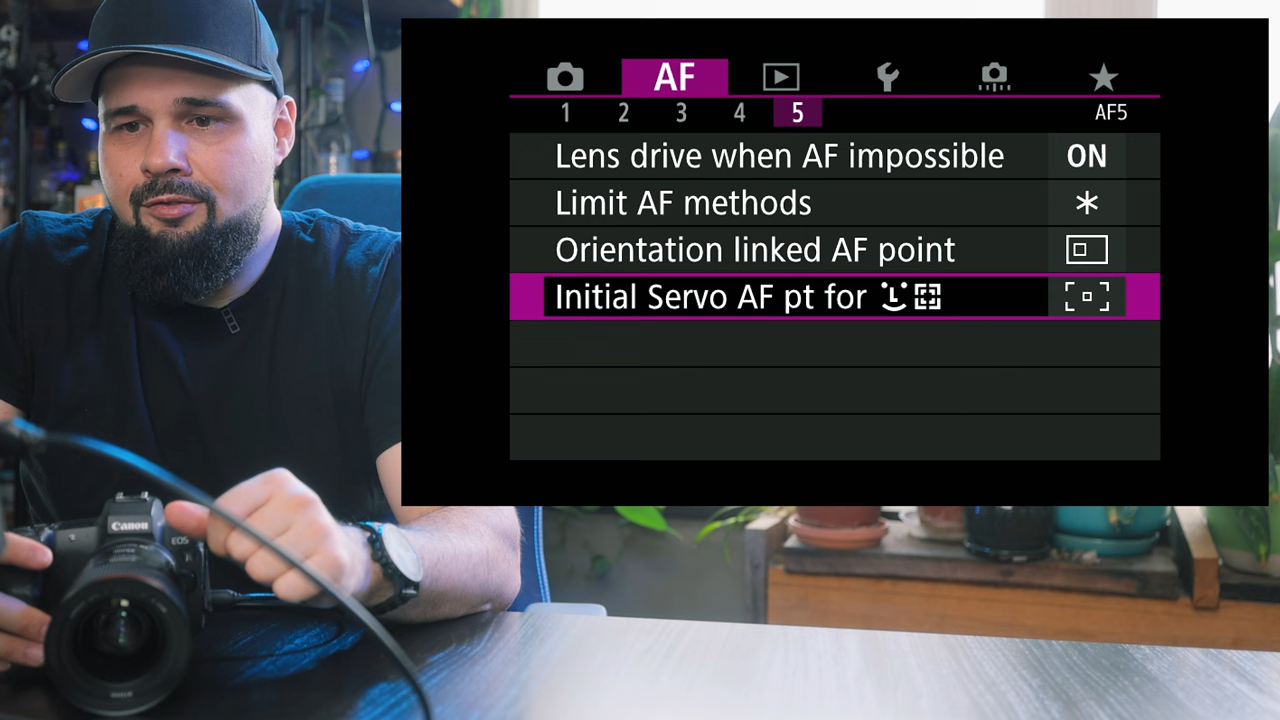 AF
1 2 3 4 5 AF5
Lens drive when AF impossible ON
Limit AF methods
Orientation linked AF point
Initial Servo AF pt for
Canon
EOS